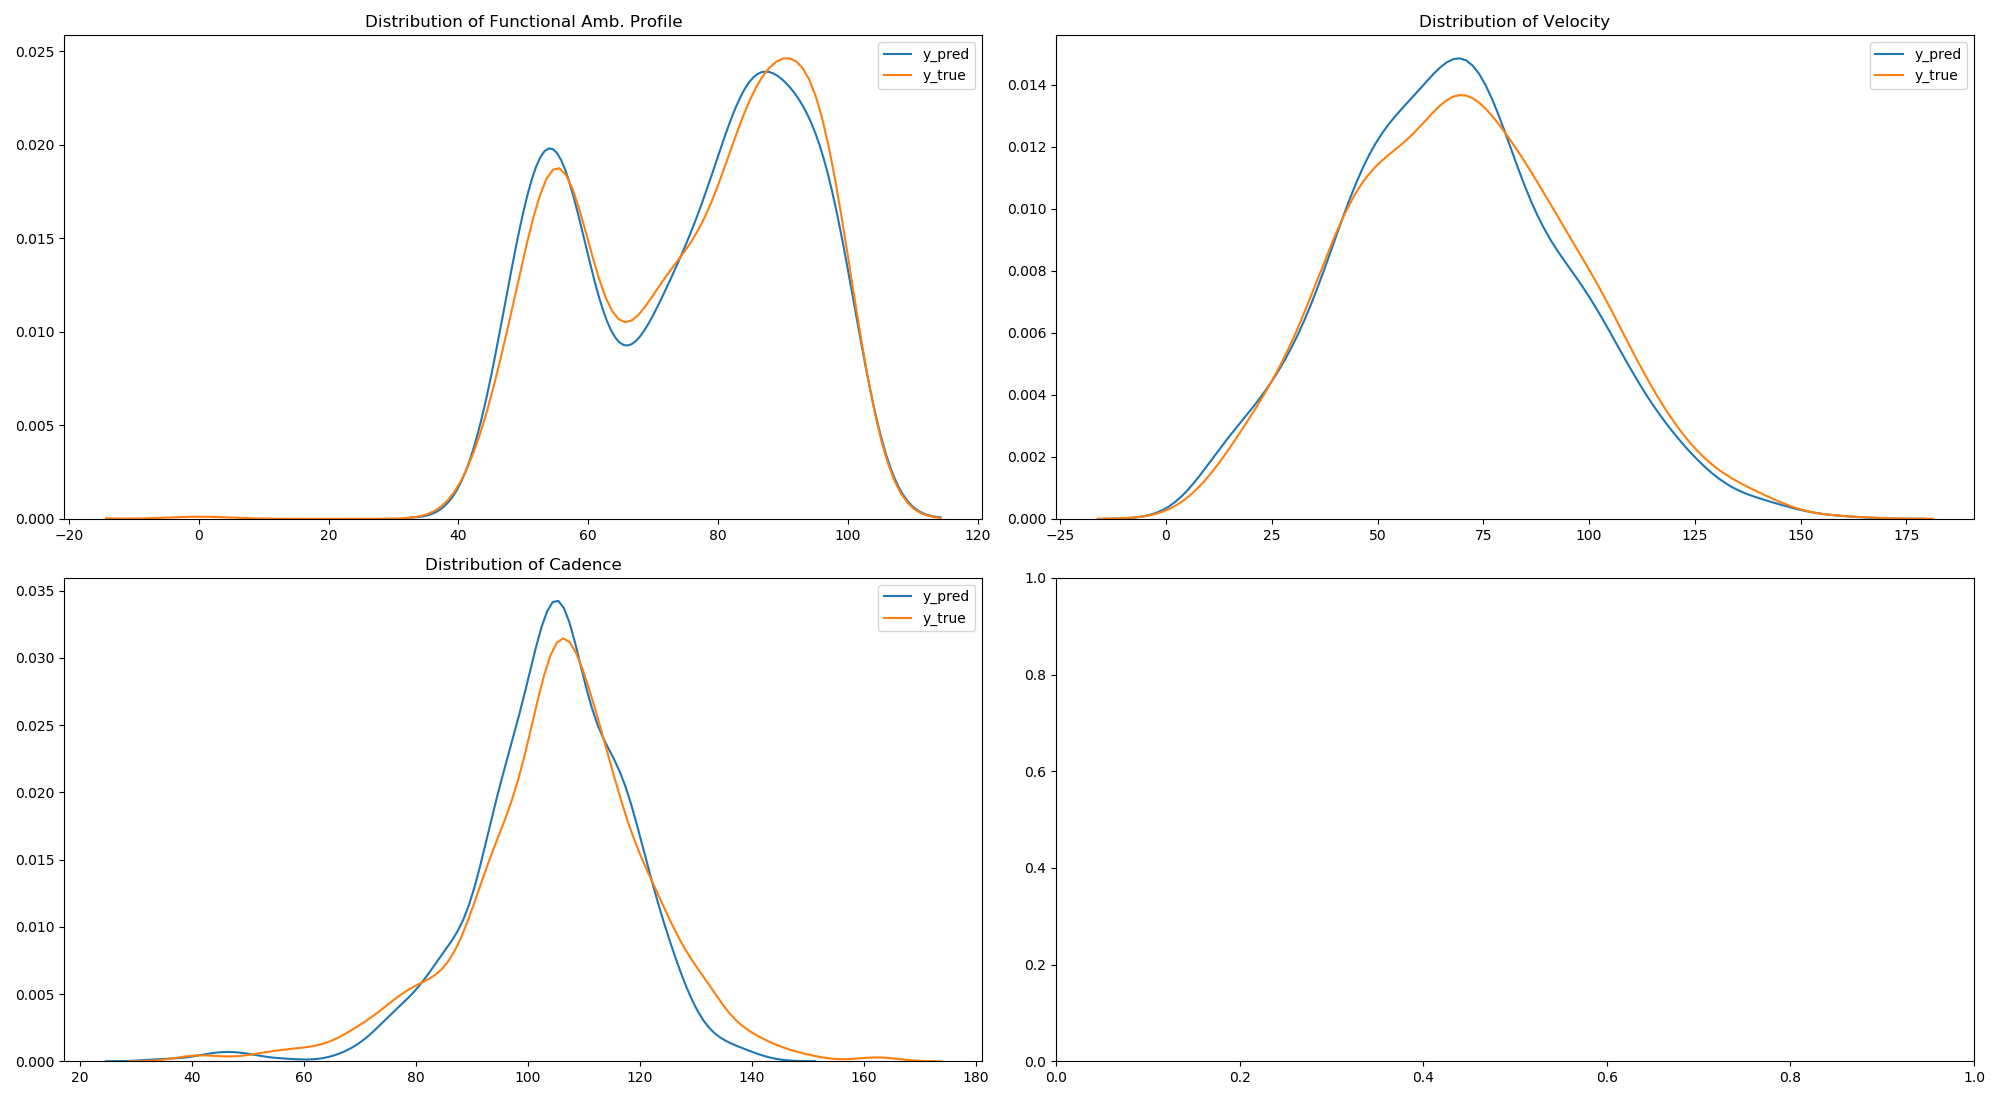 Distribution of Functional Amb. Profile
0.025
0.020
0.015
0.010
0.005
0.000
−20 0 20 40 60 80 100 120
y_pred
y_true
Distribution of Velocity
0.014
0.012
0.010
0.008
0.006
0.004
0.002
0.000
−25 0 25 50 75 100 125 150 175
y_pred
y_true
Distribution of Cadence
0.035
0.030
0.025
0.020
0.015
0.010
0.005
0.000
20 40 60 80 100 120 140 160 180
y_pred
y_true
1.0
0.8
0.6
0.4
0.2
0.0
0.0 0.2 0.4 0.6 0.8 1.0